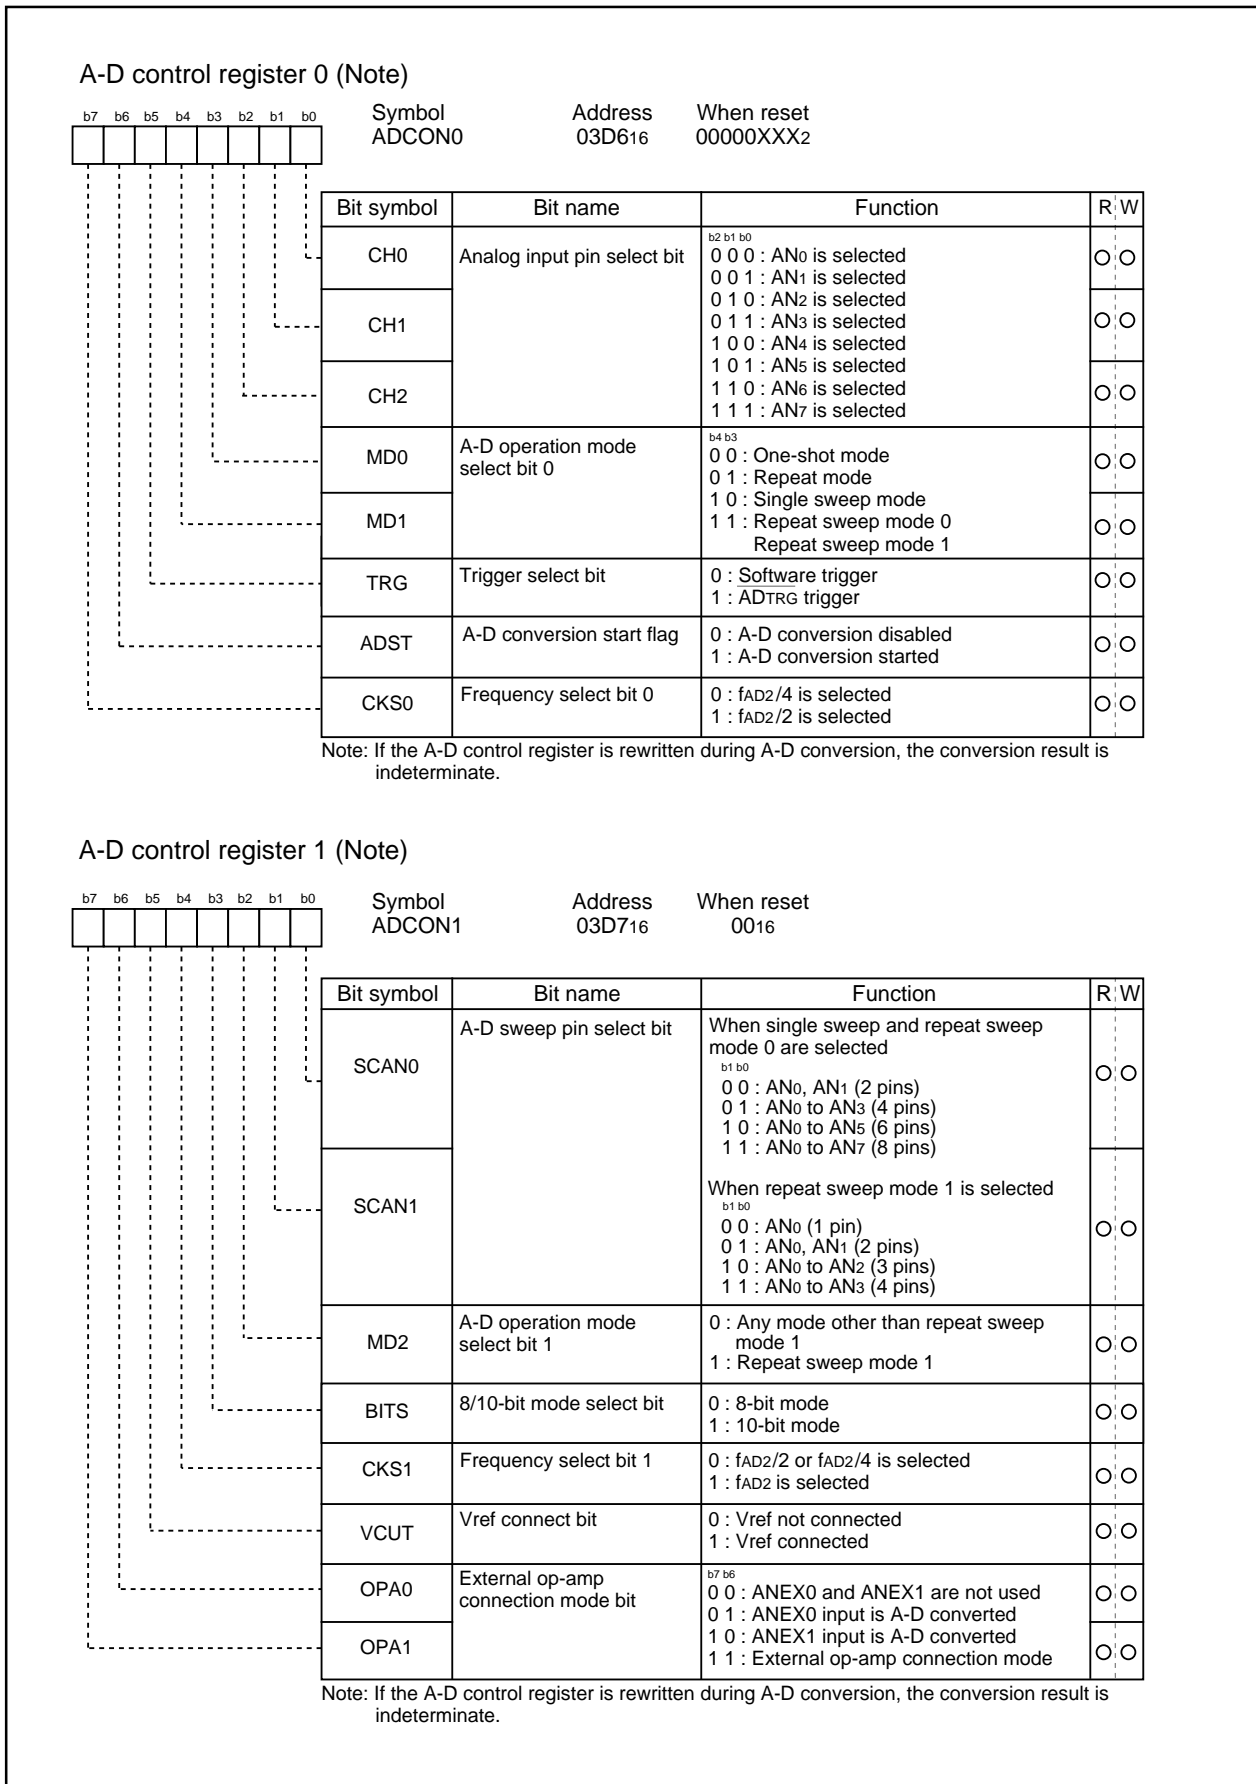 A-D control register 0 (Note)
b7 b6 b5 b4 b3 b2 b1 b0
Symbol Address When reset
ADCON0 03D616 00000XXX2
Bit symbol Bit name Function R W
CH0 Analog input pin select bit
b2 b1 b0
0 0 0 : AN0 is selected
0 0 1 : AN1 is selected
0 1 0 : AN2 is selected
CH1
0 1 1 : AN3 is selected
1 0 0 : AN4 is selected
1 0 1 : AN5 is selected
CH2
1 1 0 : AN6 is selected
1 1 1 : AN7 is selected
MD0 A-D operation mode
select bit 0
b4 b3
0 0 : One-shot mode
0 1 : Repeat mode
1 0 : Single sweep mode
MD1
1 1 : Repeat sweep mode 0
Repeat sweep mode 1
TRG Trigger select bit
0 : Software trigger
1 : ADTRG trigger
ADST A-D conversion start flag
0 : A-D conversion disabled
1 : A-D conversion started
CKS0 Frequency select bit 0
0 : fAD2/4 is selected
1 : fAD2/2 is selected
Note: If the A-D control register is rewritten during A-D conversion, the conversion result is
indeterminate.
A-D control register 1 (Note)
b7 b6 b5 b4 b3 b2 b1 b0
Symbol Address When reset
ADCON1 03D716 0016
Bit symbol Bit name Function R W
SCAN0 A-D sweep pin select bit
When single sweep and repeat sweep
mode 0 are selected
b1 b0
0 0 : AN0, AN1 (2 pins)
0 1 : AN0 to AN3 (4 pins)
1 0 : AN0 to AN5 (6 pins)
1 1 : AN0 to AN7 (8 pins)
SCAN1
When repeat sweep mode 1 is selected
b1 b0
0 0 : AN0 (1 pin)
0 1 : AN0, AN1 (2 pins)
1 0 : AN0 to AN2 (3 pins)
1 1 : AN0 to AN3 (4 pins)
MD2 A-D operation mode
select bit 1
0 : Any mode other than repeat sweep
mode 1
1 : Repeat sweep mode 1
BITS 8/10-bit mode select bit
0 : 8-bit mode
1 : 10-bit mode
CKS1 Frequency select bit 1
0 : fAD2/2 or fAD2/4 is selected
1 : fAD2 is selected
VCUT Vref connect bit
0 : Vref not connected
1 : Vref connected
OPA0 External op-amp
connection mode bit
b7 b6
0 0 : ANEX0 and ANEX1 are not used
0 1 : ANEX0 input is A-D converted
OPA1
1 0 : ANEX1 input is A-D converted
1 1 : External op-amp connection mode
Note: If the A-D control register is rewritten during A-D conversion, the conversion result is
indeterminate.